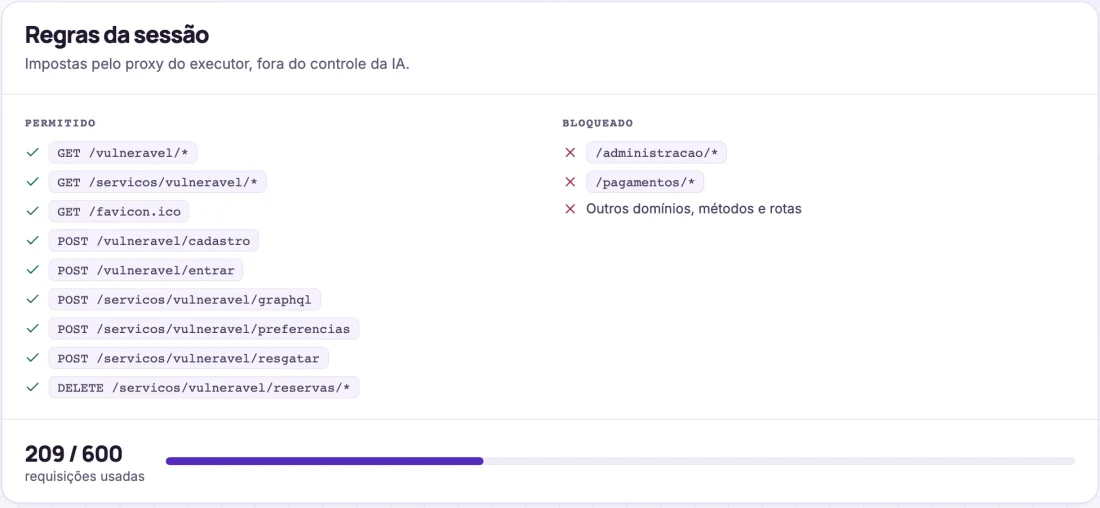 Regras da sessão
Impostas pelo proxy do executor, fora do controle da IA.
PERMITIDO
GET /vulneravel/*
GET /servicos/vulneravel/*
GET /favicon.ico
POST /vulneravel/cadastro
POST /vulneravel/entrar
POST /servicos/vulneravel/graphql
POST /servicos/vulneravel/preferencias
POST /servicos/vulneravel/resgatar
DELETE /servicos/vulneravel/reservas/*
BLOQUEADO
/administracao/*
/pagamentos/*
Outros domínios, métodos e rotas
209 / 600
requisições usadas